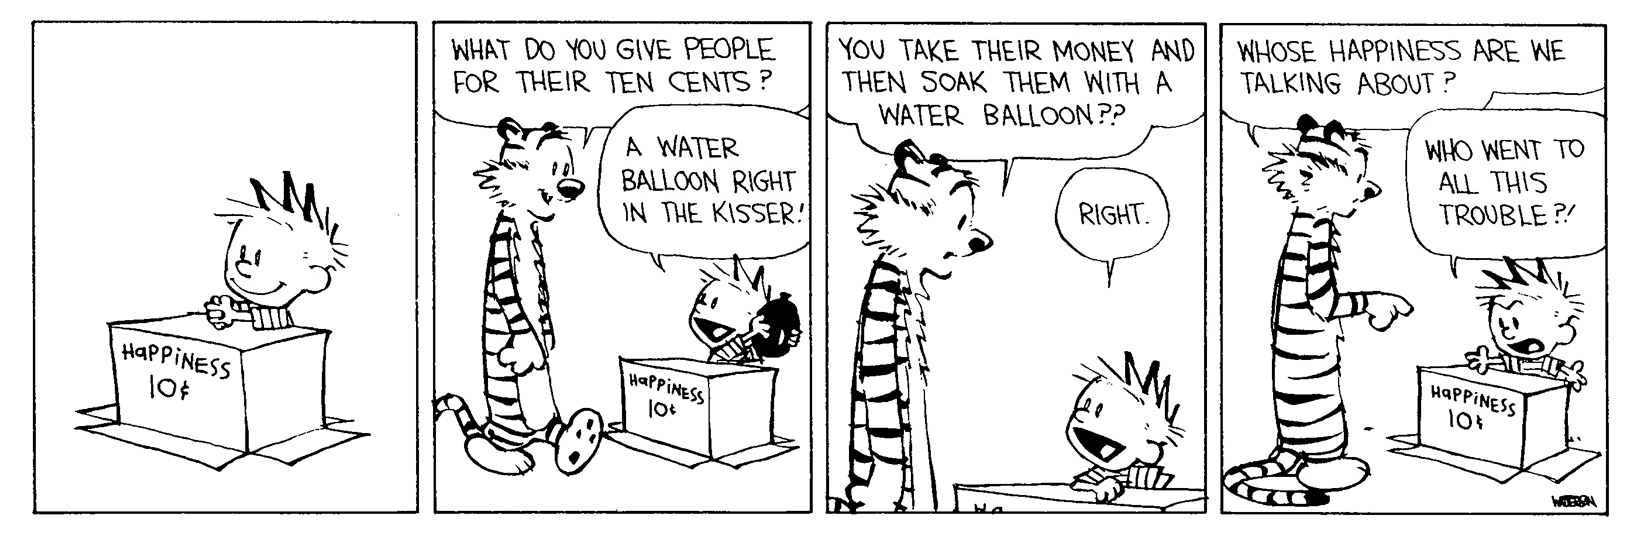 HaPPiNESS
10¢
WHAT DO YOU GIVE PEOPLE
FOR THEIR TEN CENTS?
A WATER
BALLOON RIGHT
IN THE KISSER!
HaPPiNESS
10¢
YOU TAKE THEIR MONEY AND
THEN SOAK THEM WITH A
WATER BALLOON??
RIGHT.
Ha
WHOSE HAPPINESS ARE WE
TALKING ABOUT?
WHO WENT TO
ALL THIS
TROUBLE?!
HaPPiNESS
10¢
WATTERSON